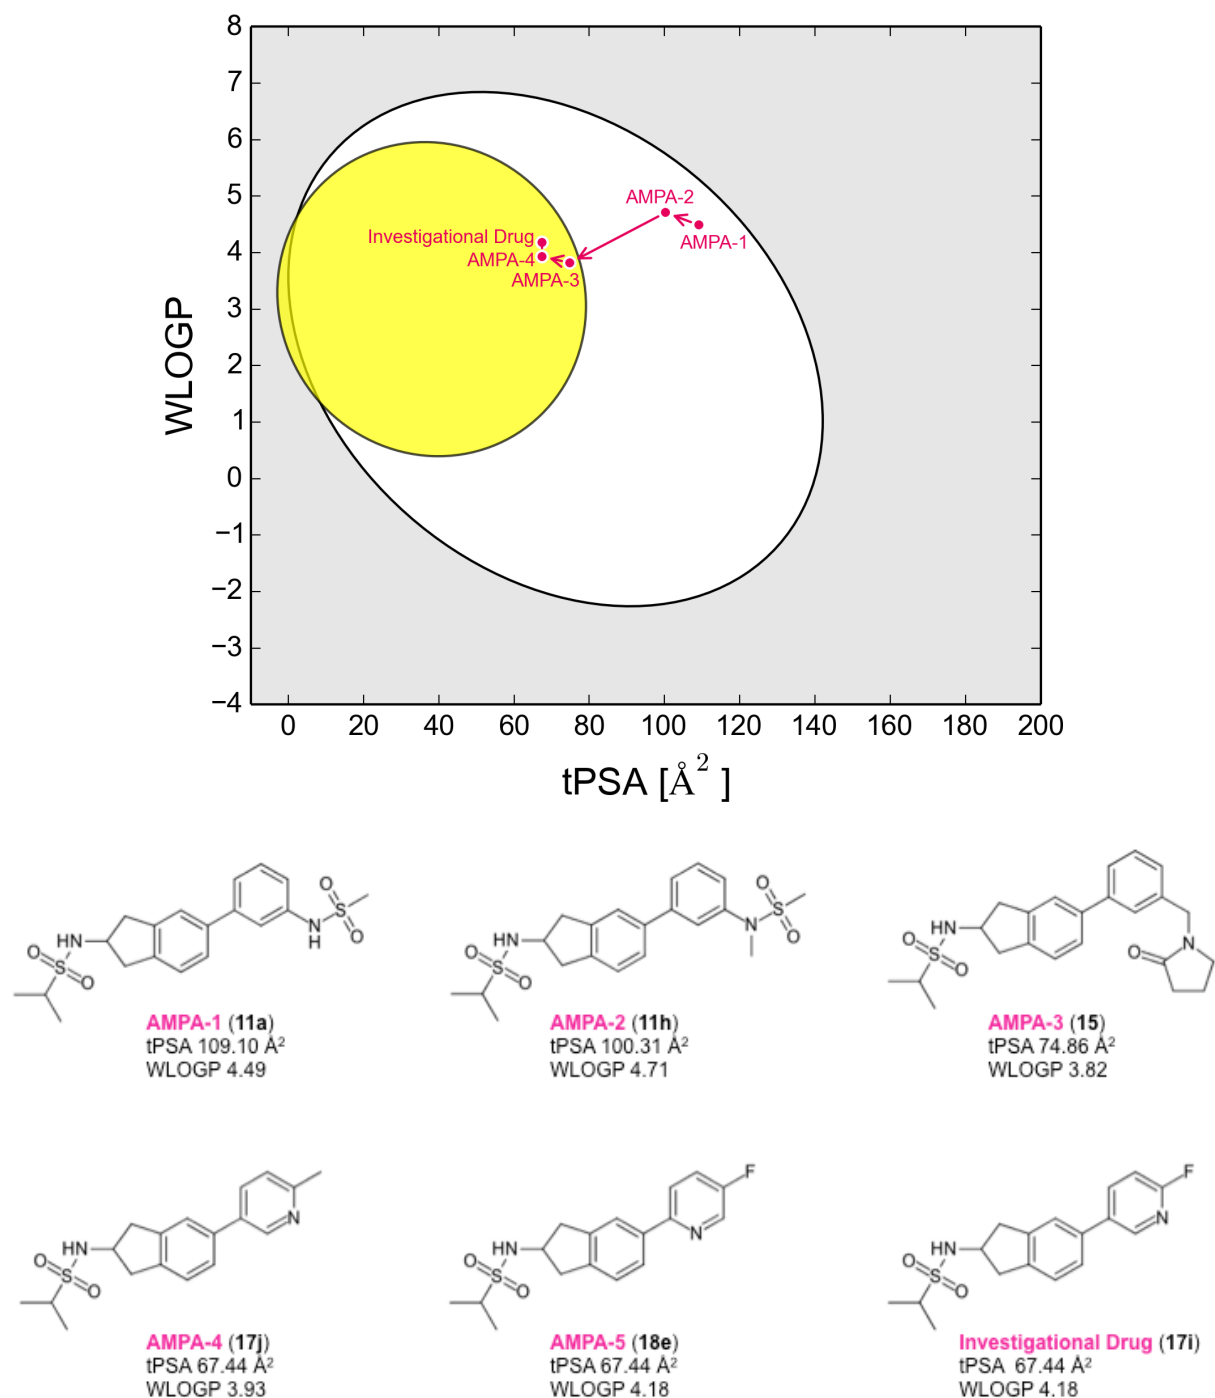 8
7
6
5
4
3
2
1
0
−1
−2
−3
−4
WLOGP
AMPA-2
AMPA-1
Investigational Drug
AMPA-4
AMPA-3
0 20 40 60 80 100 120 140 160 180 200
tPSA [Å2 ]
HN
O
S
O
N
H
O
S
O
AMPA-1 (11a)
tPSA 109.10 Å2
WLOGP 4.49
HN
O
S
O
N
O
S
O
AMPA-2 (11h)
tPSA 100.31 Å2
WLOGP 4.71
HN
O
S
O
N
O
AMPA-3 (15)
tPSA 74.86 Å2
WLOGP 3.82
HN
O
S
O
N
AMPA-4 (17j)
tPSA 67.44 Å2
WLOGP 3.93
F
N
HN
O
S
O
AMPA-5 (18e)
tPSA 67.44 Å2
WLOGP 4.18
F
N
HN
O
S
O
Investigational Drug (17i)
tPSA 67.44 Å2
WLOGP 4.18